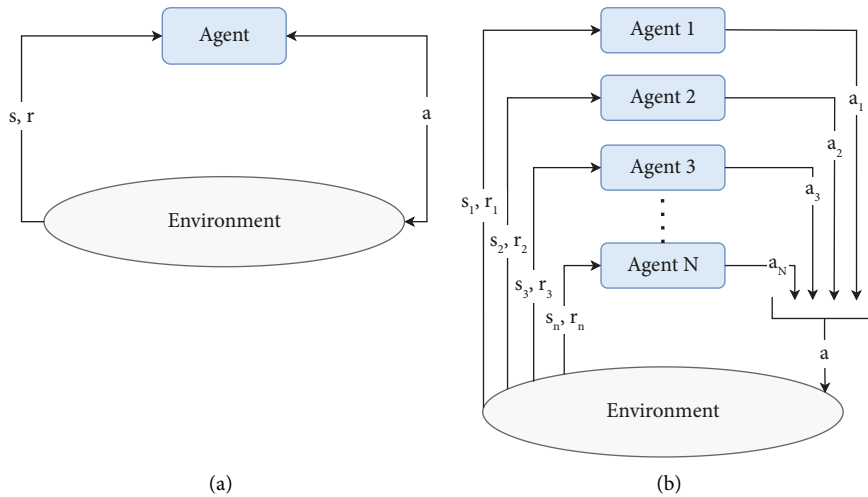 Agent
s, r
a
Environment
(a)
Agent 1
Agent 2
Agent 3
Agent N
a₁
a₂
a₃
a_N
s₁, r₁
s₂, r₂
s₃, r₃
sₙ, rₙ
a
Environment
(b)